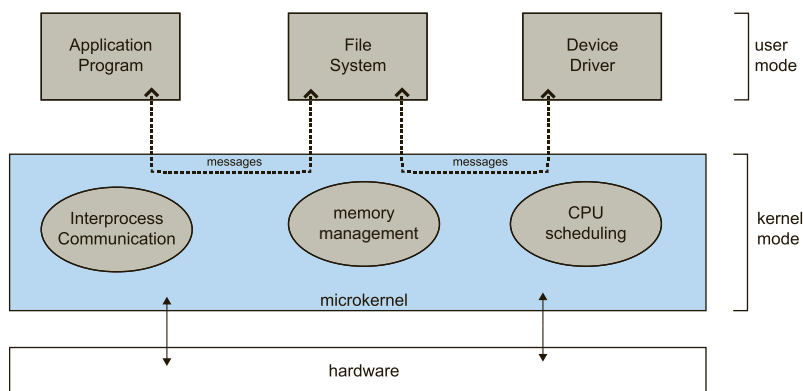 Application
Program
File
System
Device
Driver
user
mode
messages
messages
Interprocess
Communication
memory
management
CPU
scheduling
kernel
mode
microkernel
hardware